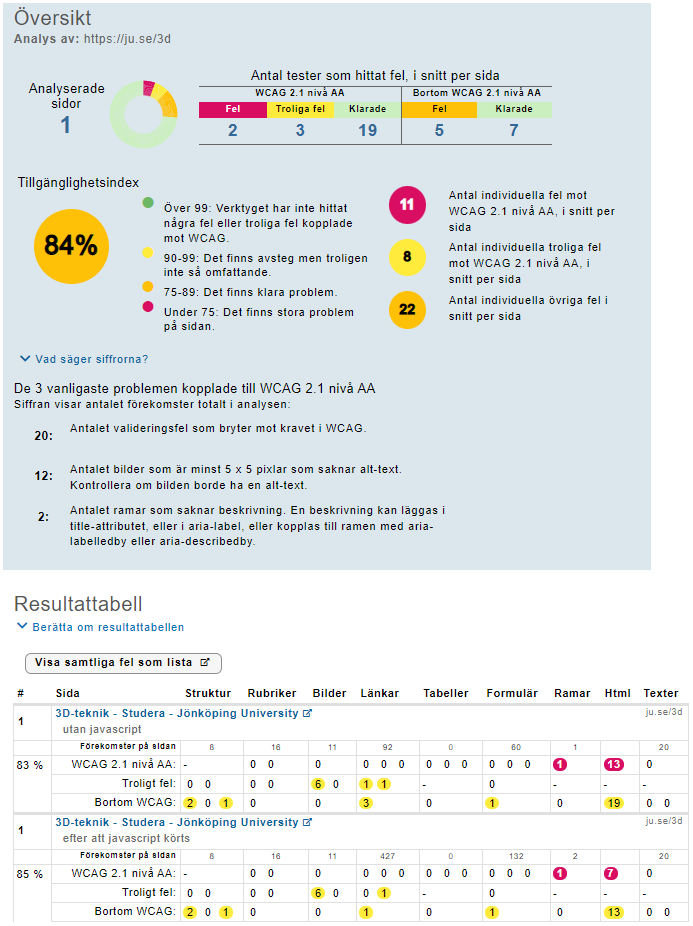 Översikt
Analys av: https://ju.se/3d
Analyserade
sidor
1
Antal tester som hittat fel, i snitt per sida
WCAG 2.1 nivå AA Bortom WCAG 2.1 nivå AA
Fel Troliga fel Klarade Fel Klarade
2 3 19 5 7
Tillgänglighetsindex
84%
Över 99: Verktyget har inte hittat
några fel eller troliga fel kopplade
mot WCAG.
90-99: Det finns avsteg men troligen
inte så omfattande.
75-89: Det finns klara problem.
Under 75: Det finns stora problem
på sidan.
11
Antal individuella fel mot
WCAG 2.1 nivå AA, i snitt per
sida
8
Antal individuella troliga fel
mot WCAG 2.1 nivå AA, i
snitt per sida
22
Antal individuella övriga fel i
snitt per sida
Vad säger siffrorna?
De 3 vanligaste problemen kopplade till WCAG 2.1 nivå AA
Siffran visar antalet förekomster totalt i analysen:
20: Antalet valideringsfel som bryter mot kravet i WCAG.
12: Antalet bilder som är minst 5 x 5 pixlar som saknar alt-text.
Kontrollera om bilden borde ha en alt-text.
2: Antalet ramar som saknar beskrivning. En beskrivning kan läggas i
title-attributet, eller i aria-label, eller kopplas till ramen med aria-
labelledby eller aria-describedby.
Resultattabell
Berätta om resultattabellen
Visa samtliga fel som lista
# Sida Struktur Rubriker Bilder Länkar Tabeller Formulär Ramar Html Texter
1 3D-teknik - Studera - Jönköping University ju.se/3d
utan javascript
Förekomster på sidan 8 16 11 92 0 60 1 20
83 % WCAG 2.1 nivå AA: - 0 0 0 0 0 0 0 0 0 0 0 0 1 13 0
Troligt fel: 0 0 0 0 6 0 1 1 - 0 - - -
Bortom WCAG: 2 0 1 0 0 3 0 1 0 19 0 0
1 3D-teknik - Studera - Jönköping University ju.se/3d
efter att javascript körts
Förekomster på sidan 8 16 11 427 0 132 2 20
85 % WCAG 2.1 nivå AA: - 0 0 0 0 0 0 0 0 0 0 0 0 1 7 0
Troligt fel: 0 0 0 0 6 0 0 1 - 0 - - -
Bortom WCAG: 2 0 1 0 0 1 0 1 0 13 0 0